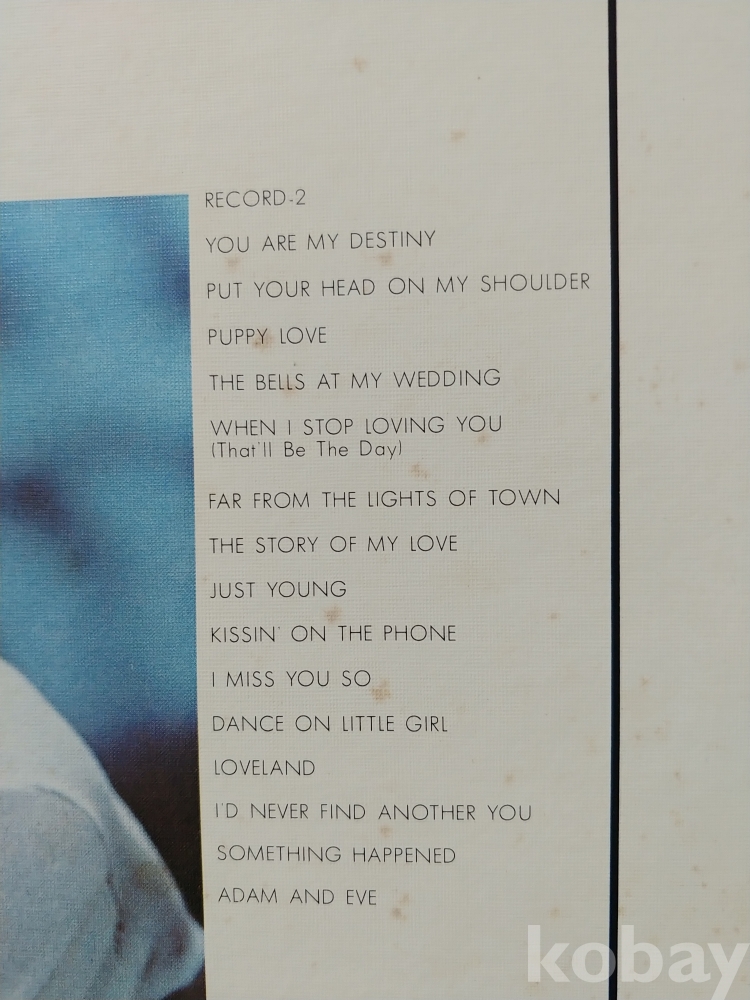 RECORD-2
YOU ARE MY DESTINY
PUT YOUR HEAD ON MY SHOULDER
PUPPY LOVE
THE BELLS AT MY WEDDING
WHEN I STOP LOVING YOU
(That'll Be The Day)
FAR FROM THE LIGHTS OF TOWN
THE STORY OF MY LOVE
JUST YOUNG
KISSIN' ON THE PHONE
I MISS YOU SO
DANCE ON LITTLE GIRL
LOVELAND
I'D NEVER FIND ANOTHER YOU
SOMETHING HAPPENED
ADAM AND EVE
kobay